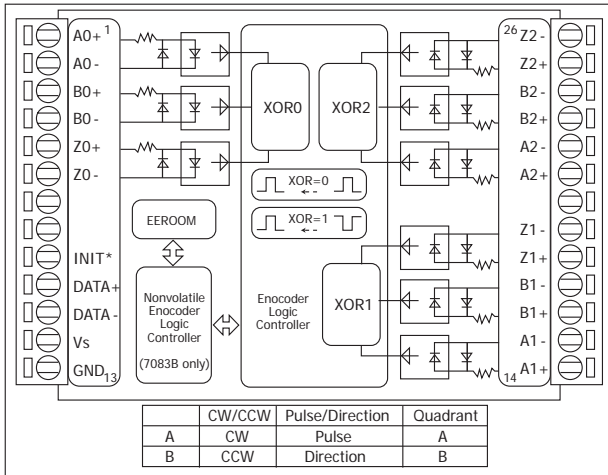 A0+ 1
A0 -
B0+
B0 -
Z0+
Z0 -
INIT*
DATA+
DATA -
Vs
GND 13
XOR0
XOR2
XOR=0
XOR=1
EEROOM
Nonvolatile
Encoder
Logic
Controller
(7083B only)
Encoder
Logic
Controller
XOR1
26 Z2 -
Z2+
B2 -
B2+
A2 -
A2+
Z1 -
Z1+
B1 -
B1+
A1 -
14 A1+
CW/CCW Pulse/Direction Quadrant
A CW Pulse A
B CCW Direction B